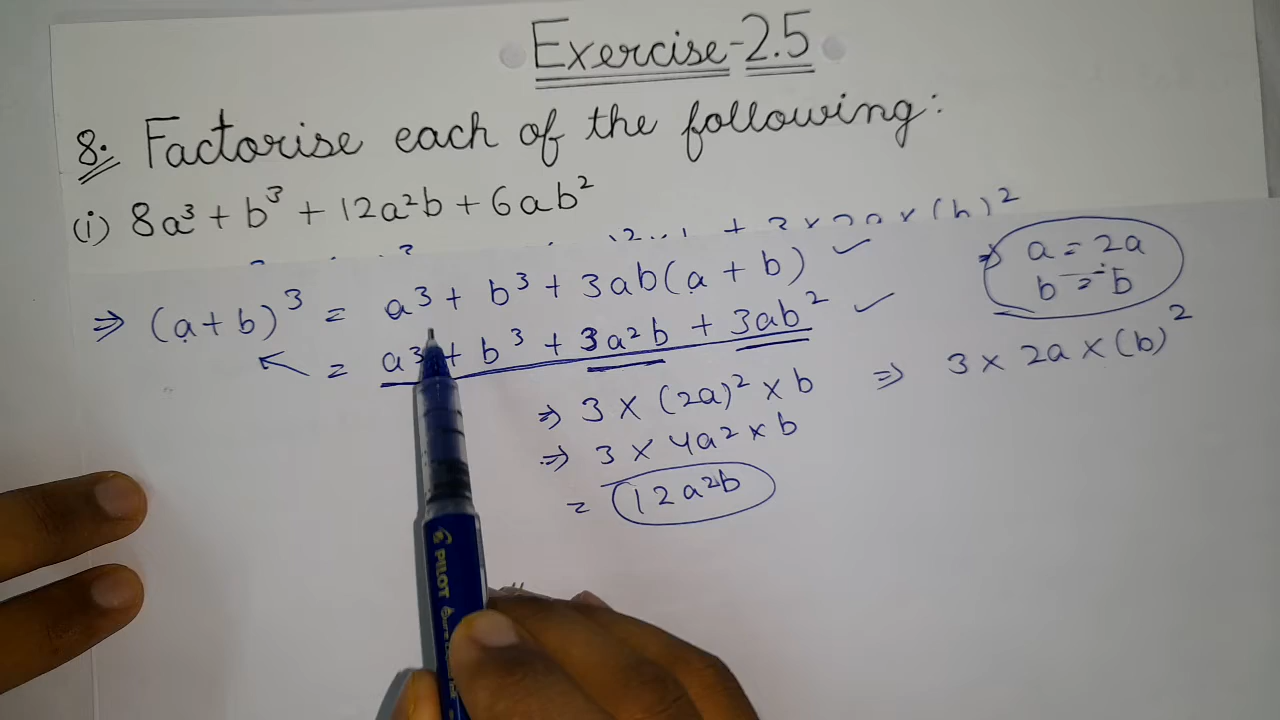 Exercise-2.5
8. Factorise each of the following:
(i) 8a³ + b³ + 12a²b + 6ab²
⇒ (a+b)³ = a³ + b³ + 3ab(a + b) ✓
= a³ + b³ + 3a²b + 3ab² ✓
⇒ a = 2a
b = b
⇒ 3 × (2a)² × b
⇒ 3 × 4a² × b
= 12a²b
⇒ 3 × 2a × (b)²
PILOT